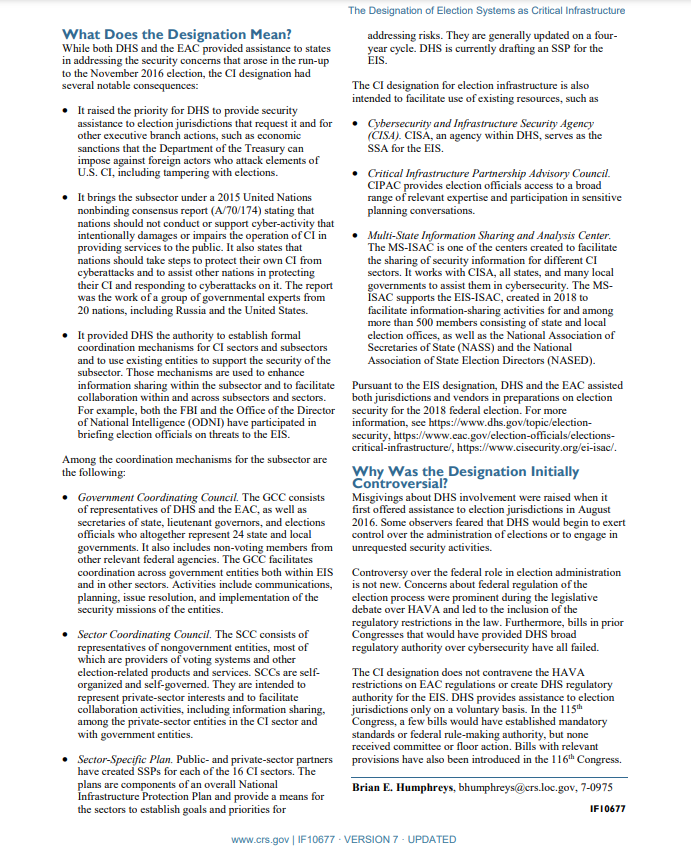 The Designation of Election Systems as Critical Infrastructure
What Does the Designation Mean?
While both DHS and the EAC provided assistance to states
in addressing the security concerns that arose in the run-up
to the November 2016 election, the CI designation had
several notable consequences:
• It raised the priority for DHS to provide security
assistance to election jurisdictions that request it and for
other executive branch actions, such as economic
sanctions that the Department of the Treasury can
impose against foreign actors who attack elements of
U.S. CI, including tampering with elections.
• It brings the subsector under a 2015 United Nations
nonbinding consensus report (A/70/174) stating that
nations should not conduct or support cyber-activity that
intentionally damages or impairs the operation of CI in
providing services to the public. It also states that
nations should take steps to protect their own CI from
cyberattacks and to assist other nations in protecting
their CI and responding to cyberattacks on it. The report
was the work of a group of governmental experts from
20 nations, including Russia and the United States.
• It provided DHS the authority to establish formal
coordination mechanisms for CI sectors and subsectors
and to use existing entities to support the security of the
subsector. Those mechanisms are used to enhance
information sharing within the subsector and to facilitate
collaboration within and across subsectors and sectors.
For example, both the FBI and the Office of the Director
of National Intelligence (ODNI) have participated in
briefing election officials on threats to the EIS.
Among the coordination mechanisms for the subsector are
the following:
• Government Coordinating Council. The GCC consists
of representatives of DHS and the EAC, as well as
secretaries of state, lieutenant governors, and elections
officials who altogether represent 24 state and local
governments. It also includes non-voting members from
other relevant federal agencies. The GCC facilitates
coordination across government entities both within EIS
and in other sectors. Activities include communications,
planning, issue resolution, and implementation of the
security missions of the entities.
• Sector Coordinating Council. The SCC consists of
representatives of nongovernment entities, most of
which are providers of voting systems and other
election-related products and services. SCCs are self-
organized and self-governed. They are intended to
represent private-sector interests and to facilitate
collaboration activities, including information sharing,
among the private-sector entities in the CI sector and
with government entities.
• Sector-Specific Plan. Public- and private-sector partners
have created SSPs for each of the 16 CI sectors. The
plans are components of an overall National
Infrastructure Protection Plan and provide a means for
the sectors to establish goals and priorities for
addressing risks. They are generally updated on a four-
year cycle. DHS is currently drafting an SSP for the
EIS.
The CI designation for election infrastructure is also
intended to facilitate use of existing resources, such as
• Cybersecurity and Infrastructure Security Agency
(CISA). CISA, an agency within DHS, serves as the
SSA for the EIS.
• Critical Infrastructure Partnership Advisory Council.
CIPAC provides election officials access to a broad
range of relevant expertise and participation in sensitive
planning conversations.
• Multi-State Information Sharing and Analysis Center.
The MS-ISAC is one of the centers created to facilitate
the sharing of security information for different CI
sectors. It works with CISA, all states, and many local
governments to assist them in cybersecurity. The MS-
ISAC supports the EIS-ISAC, created in 2018 to
facilitate information-sharing activities for and among
more than 500 members consisting of state and local
election offices, as well as the National Association of
Secretaries of State (NASS) and the National
Association of State Election Directors (NASED).
Pursuant to the EIS designation, DHS and the EAC assisted
both jurisdictions and vendors in preparations on election
security for the 2018 federal election. For more
information, see https://www.dhs.gov/topic/election-
security, https://www.eac.gov/election-officials/elections-
critical-infrastructure/, https://www.cisecurity.org/ei-isac/.
Why Was the Designation Initially
Controversial?
Misgivings about DHS involvement were raised when it
first offered assistance to election jurisdictions in August
2016. Some observers feared that DHS would begin to exert
control over the administration of elections or to engage in
unrequested security activities.
Controversy over the federal role in election administration
is not new. Concerns about federal regulation of the
election process were prominent during the legislative
debate over HAVA and led to the inclusion of the
regulatory restrictions in the law. Furthermore, bills in prior
Congresses that would have provided DHS broad
regulatory authority over cybersecurity have all failed.
The CI designation does not contravene the HAVA
restrictions on EAC regulations or create DHS regulatory
authority for the EIS. DHS provides assistance to election
jurisdictions only on a voluntary basis. In the 115th
Congress, a few bills would have established mandatory
standards or federal rule-making authority, but none
received committee or floor action. Bills with relevant
provisions have also been introduced in the 116th Congress.
Brian E. Humphreys, bhumphreys@crs.loc.gov, 7-0975
IF10677
www.crs.gov | IF10677 · VERSION 7 · UPDATED